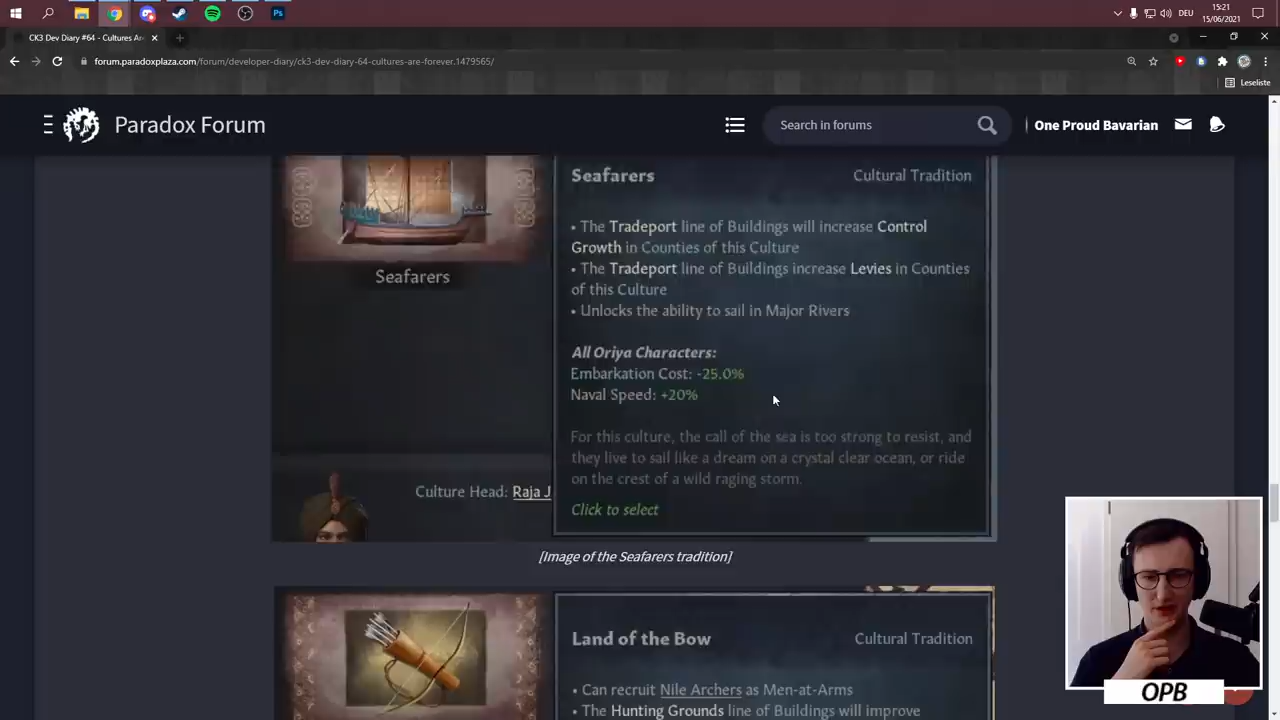 DEU
15:21
15/06/2021
CK3 Dev Diary #64 - Cultures Ar
forum.paradoxplaza.com/forum/developer-diary/ck3-dev-diary-64-cultures-are-forever.1479565/
Leseliste
Paradox Forum
Search in forums
One Proud Bavarian
Seafarers
Seafarers
Cultural Tradition
• The Tradeport line of Buildings will increase Control
Growth in Counties of this Culture
• The Tradeport line of Buildings increase Levies in Counties
of this Culture
• Unlocks the ability to sail in Major Rivers
All Oriya Characters:
Embarkation Cost: -25.0%
Naval Speed: +20%
For this culture, the call of the sea is too strong to resist, and
they live to sail like a dream on a crystal clear ocean, or ride
on the crest of a wild raging storm.
Click to select
Culture Head: Raja J
[Image of the Seafarers tradition]
Land of the Bow
Cultural Tradition
• Can recruit Nile Archers as Men-at-Arms
• The Hunting Grounds line of Buildings will improve
OPB